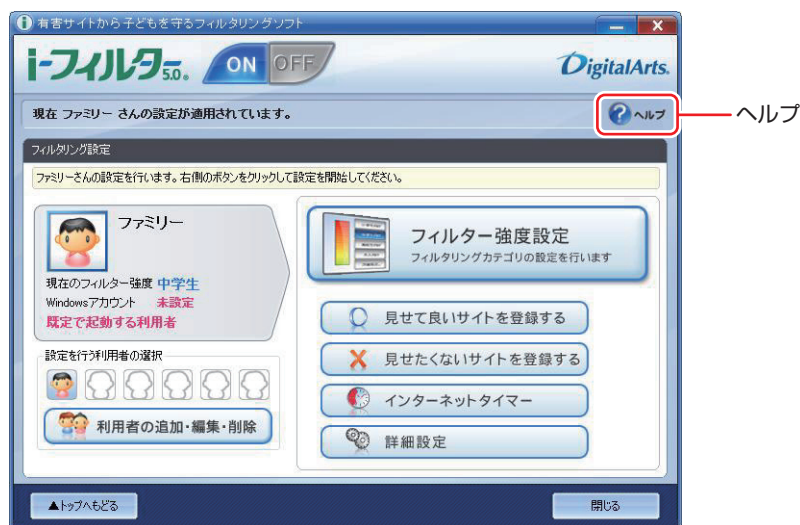 有害サイトから子どもを守るフィルタリングソフト
i-フィルター5.0.
ON OFF
DigitalArts.
現在 ファミリー さんの設定が適用されています。
ヘルプ
ヘルプ
フィルタリング設定
ファミリーさんの設定を行います。右側のボタンをクリックして設定を開始してください。
ファミリー
現在のフィルター強度 中学生
Windowsアカウント 未設定
既定で起動する利用者
設定を行う利用者の選択
利用者の追加・編集・削除
フィルター強度設定
フィルタリングカテゴリの設定を行います
見せて良いサイトを登録する
見せたくないサイトを登録する
インターネットタイマー
詳細設定
▲トップへもどる
閉じる